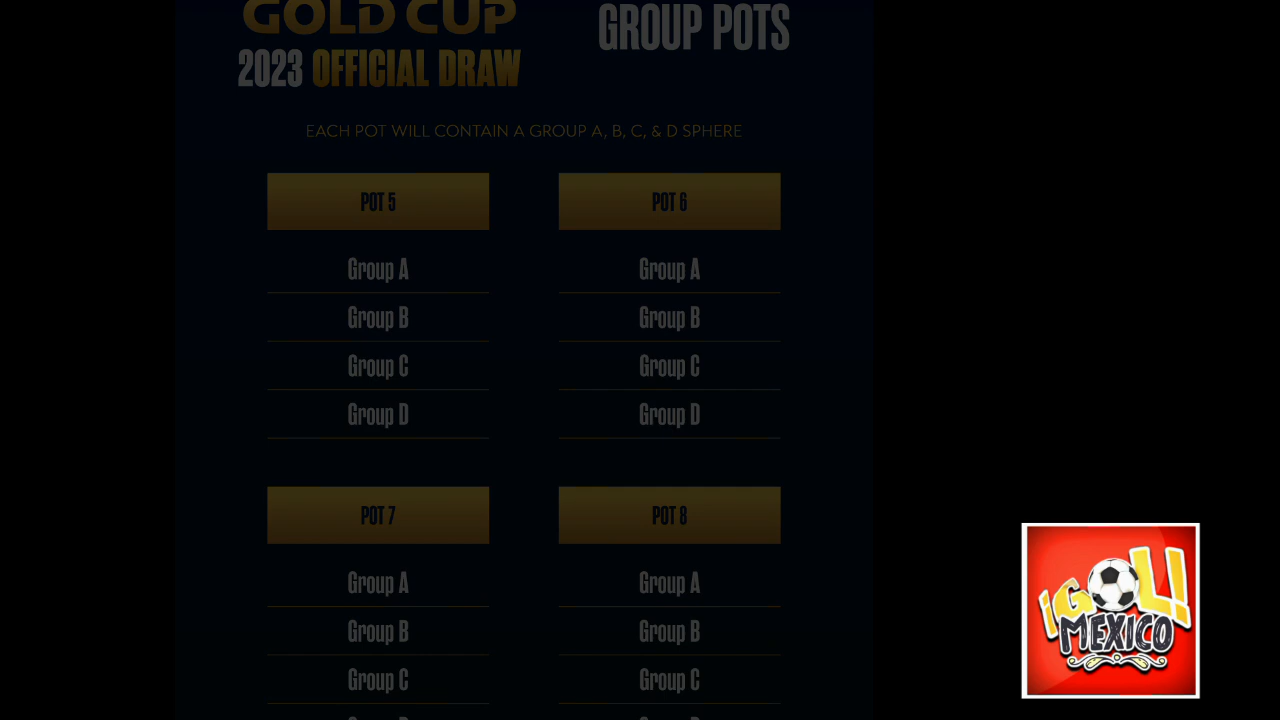 GOLD CUP
2023 OFFICIAL DRAW
GROUP POTS
EACH POT WILL CONTAIN A GROUP A, B, C, & D SPHERE
POT 5
Group A
Group B
Group C
Group D
POT 6
Group A
Group B
Group C
Group D
POT 7
Group A
Group B
Group C
POT 8
Group A
Group B
Group C
¡GOL!
MEXICO